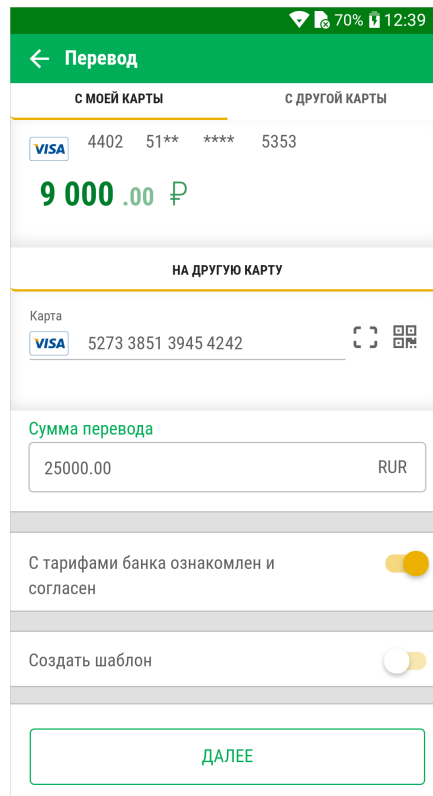 70% 12:39
Перевод
С МОЕЙ КАРТЫ С ДРУГОЙ КАРТЫ
VISA 4402 51** **** 5353
9 000 .00 ₽
НА ДРУГУЮ КАРТУ
Карта
VISA 5273 3851 3945 4242
Сумма перевода
25000.00 RUR
С тарифами банка ознакомлен и
согласен
Создать шаблон
ДАЛЕЕ